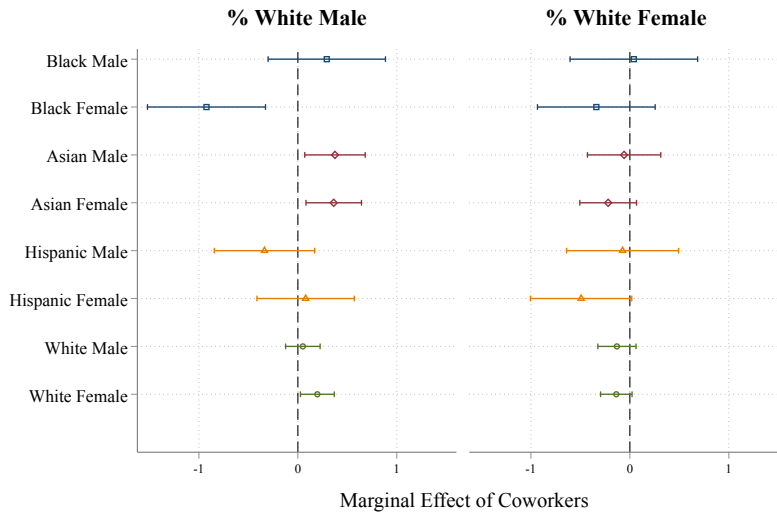 % White Male
% White Female
Black Male
Black Female
Asian Male
Asian Female
Hispanic Male
Hispanic Female
White Male
White Female
-1 0 1
-1 0 1
Marginal Effect of Coworkers